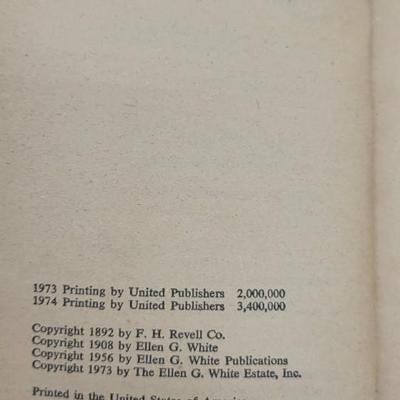 1973 Printing by United Publishers 2,000,000
1974 Printing by United Publishers 3,400,000
Copyright 1892 by F. H. Revell Co.
Copyright 1908 by Ellen G. White
Copyright 1956 by Ellen G. White Publications
Copyright 1973 by The Ellen G. White Estate, Inc.
Printed in the United States of America